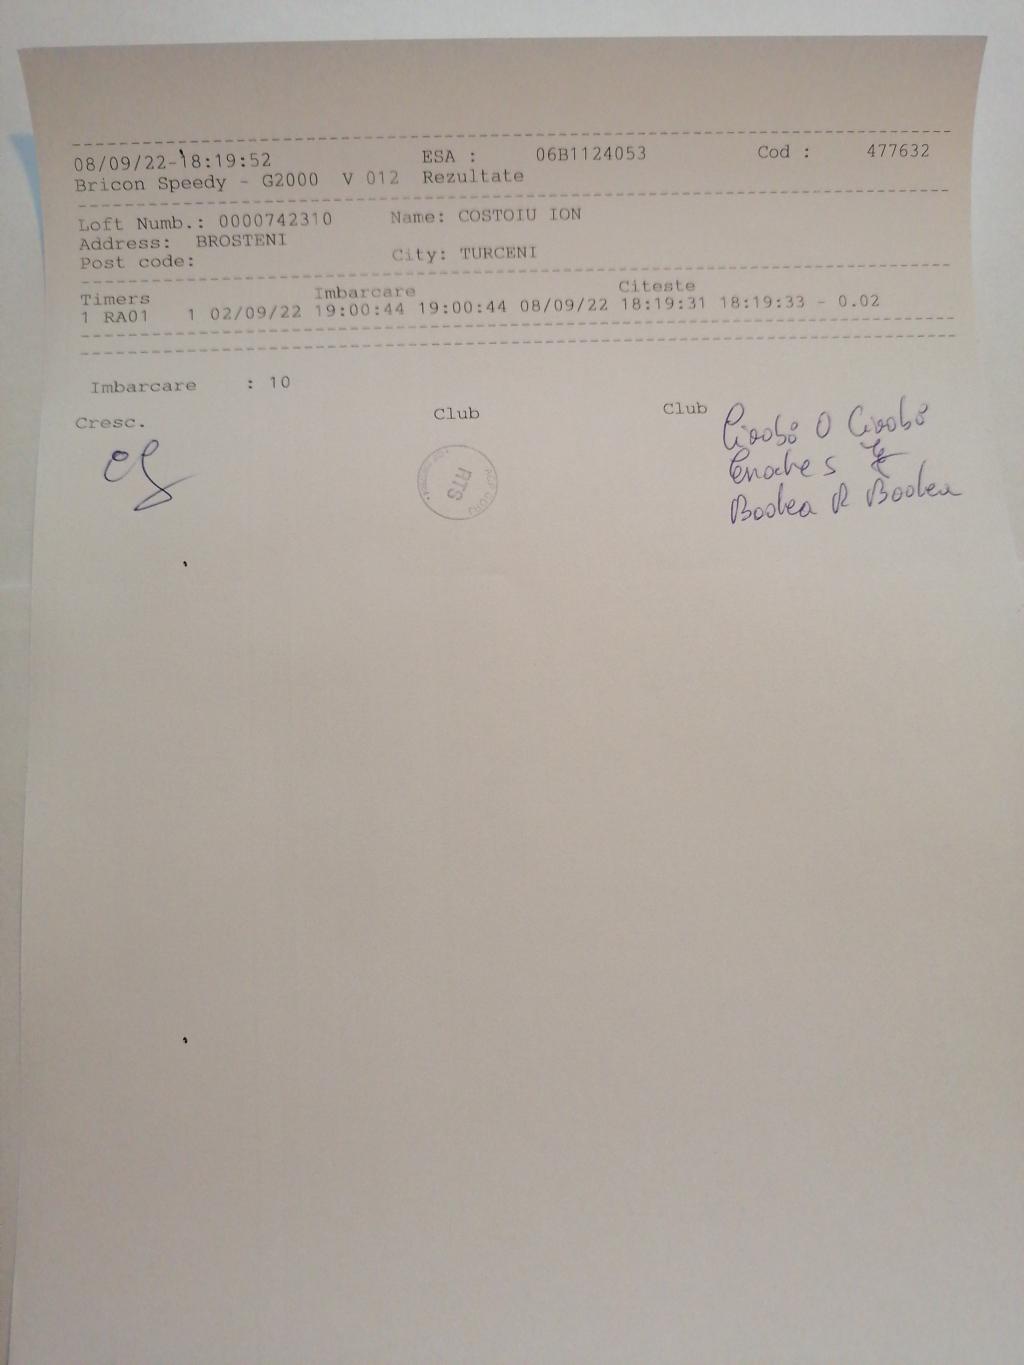 08/09/22-18:19:52 ESA : 06B1124053 Cod : 477632
Bricon Speedy - G2000 V 012 Rezultate
Loft Numb.: 0000742310 Name: COSTOIU ION
Address: BROSTENI
Post code: City: TURCENI
Timers Imbarcare Citeste
1 RA01 1 02/09/22 19:00:44 19:00:44 08/09/22 18:19:31 18:19:33 - 0.02
Imbarcare : 10
Cresc. Club Club
RTS